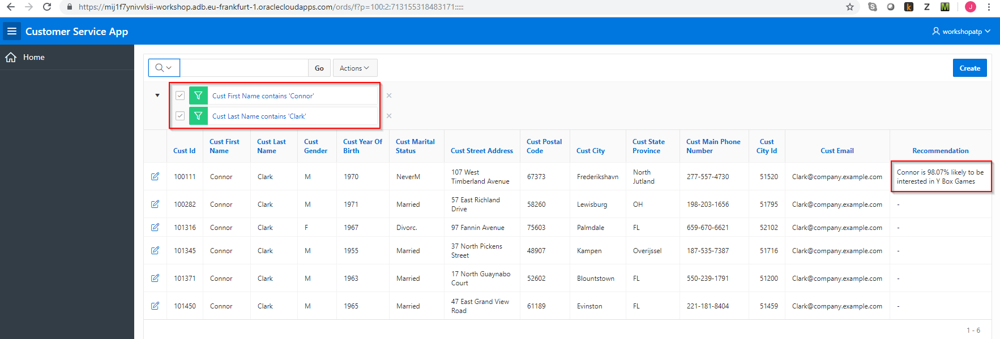 https://mij1f7ynivvlsii-workshop.adb.eu-frankfurt-1.oraclecloudapps.com/ords/f?p=100:2:713155318483171:::::
k Z M J
Customer Service App workshopatp
Home
Go Actions Create
Cust First Name contains 'Connor'
Cust Last Name contains 'Clark'
Cust Id Cust First Name Cust Last Name Cust Gender Cust Year Of Birth Cust Marital Status Cust Street Address Cust Postal Code Cust City Cust State Province Cust Main Phone Number Cust City Id Cust Email Recommendation
100111 Connor Clark M 1970 NeverM 107 West Timberland Avenue 67373 Frederikshavn North Jutland 277-557-4730 51520 Clark@company.example.com Connor is 98.07% likely to be interested in Y Box Games
100282 Connor Clark M 1971 Married 57 East Richland Drive 58260 Lewisburg OH 198-203-1656 51795 Clark@company.example.com -
101316 Connor Clark F 1967 Divorc. 97 Fannin Avenue 75603 Palmdale FL 659-670-6621 52102 Clark@company.example.com -
101345 Connor Clark M 1955 Married 37 North Pickens Street 48907 Kampen Overijssel 187-535-7387 51716 Clark@company.example.com -
101371 Connor Clark M 1963 Married 17 North Guaynabo Court 52602 Blountstown FL 550-239-1791 51200 Clark@company.example.com -
101450 Connor Clark M 1965 Married 47 East Grand View Road 61189 Evinston FL 221-181-8404 51459 Clark@company.example.com -
1 - 6